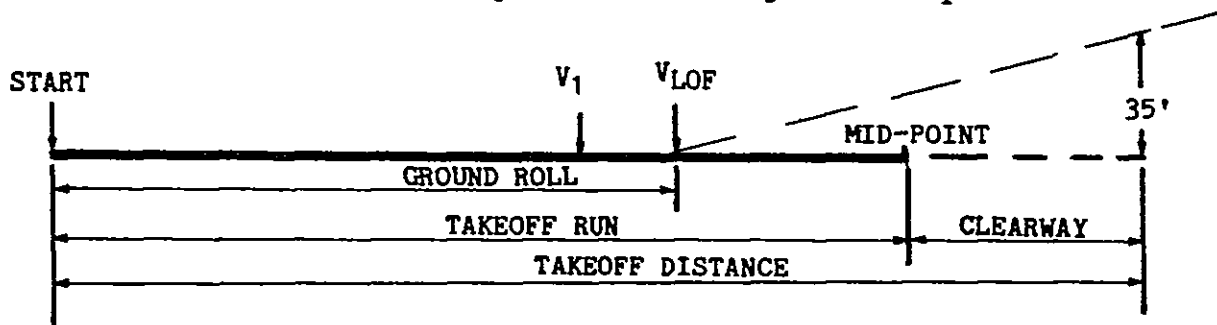 START
V1
VLOF
35'
MID-POINT
GROUND ROLL
TAKEOFF RUN
CLEARWAY
TAKEOFF DISTANCE